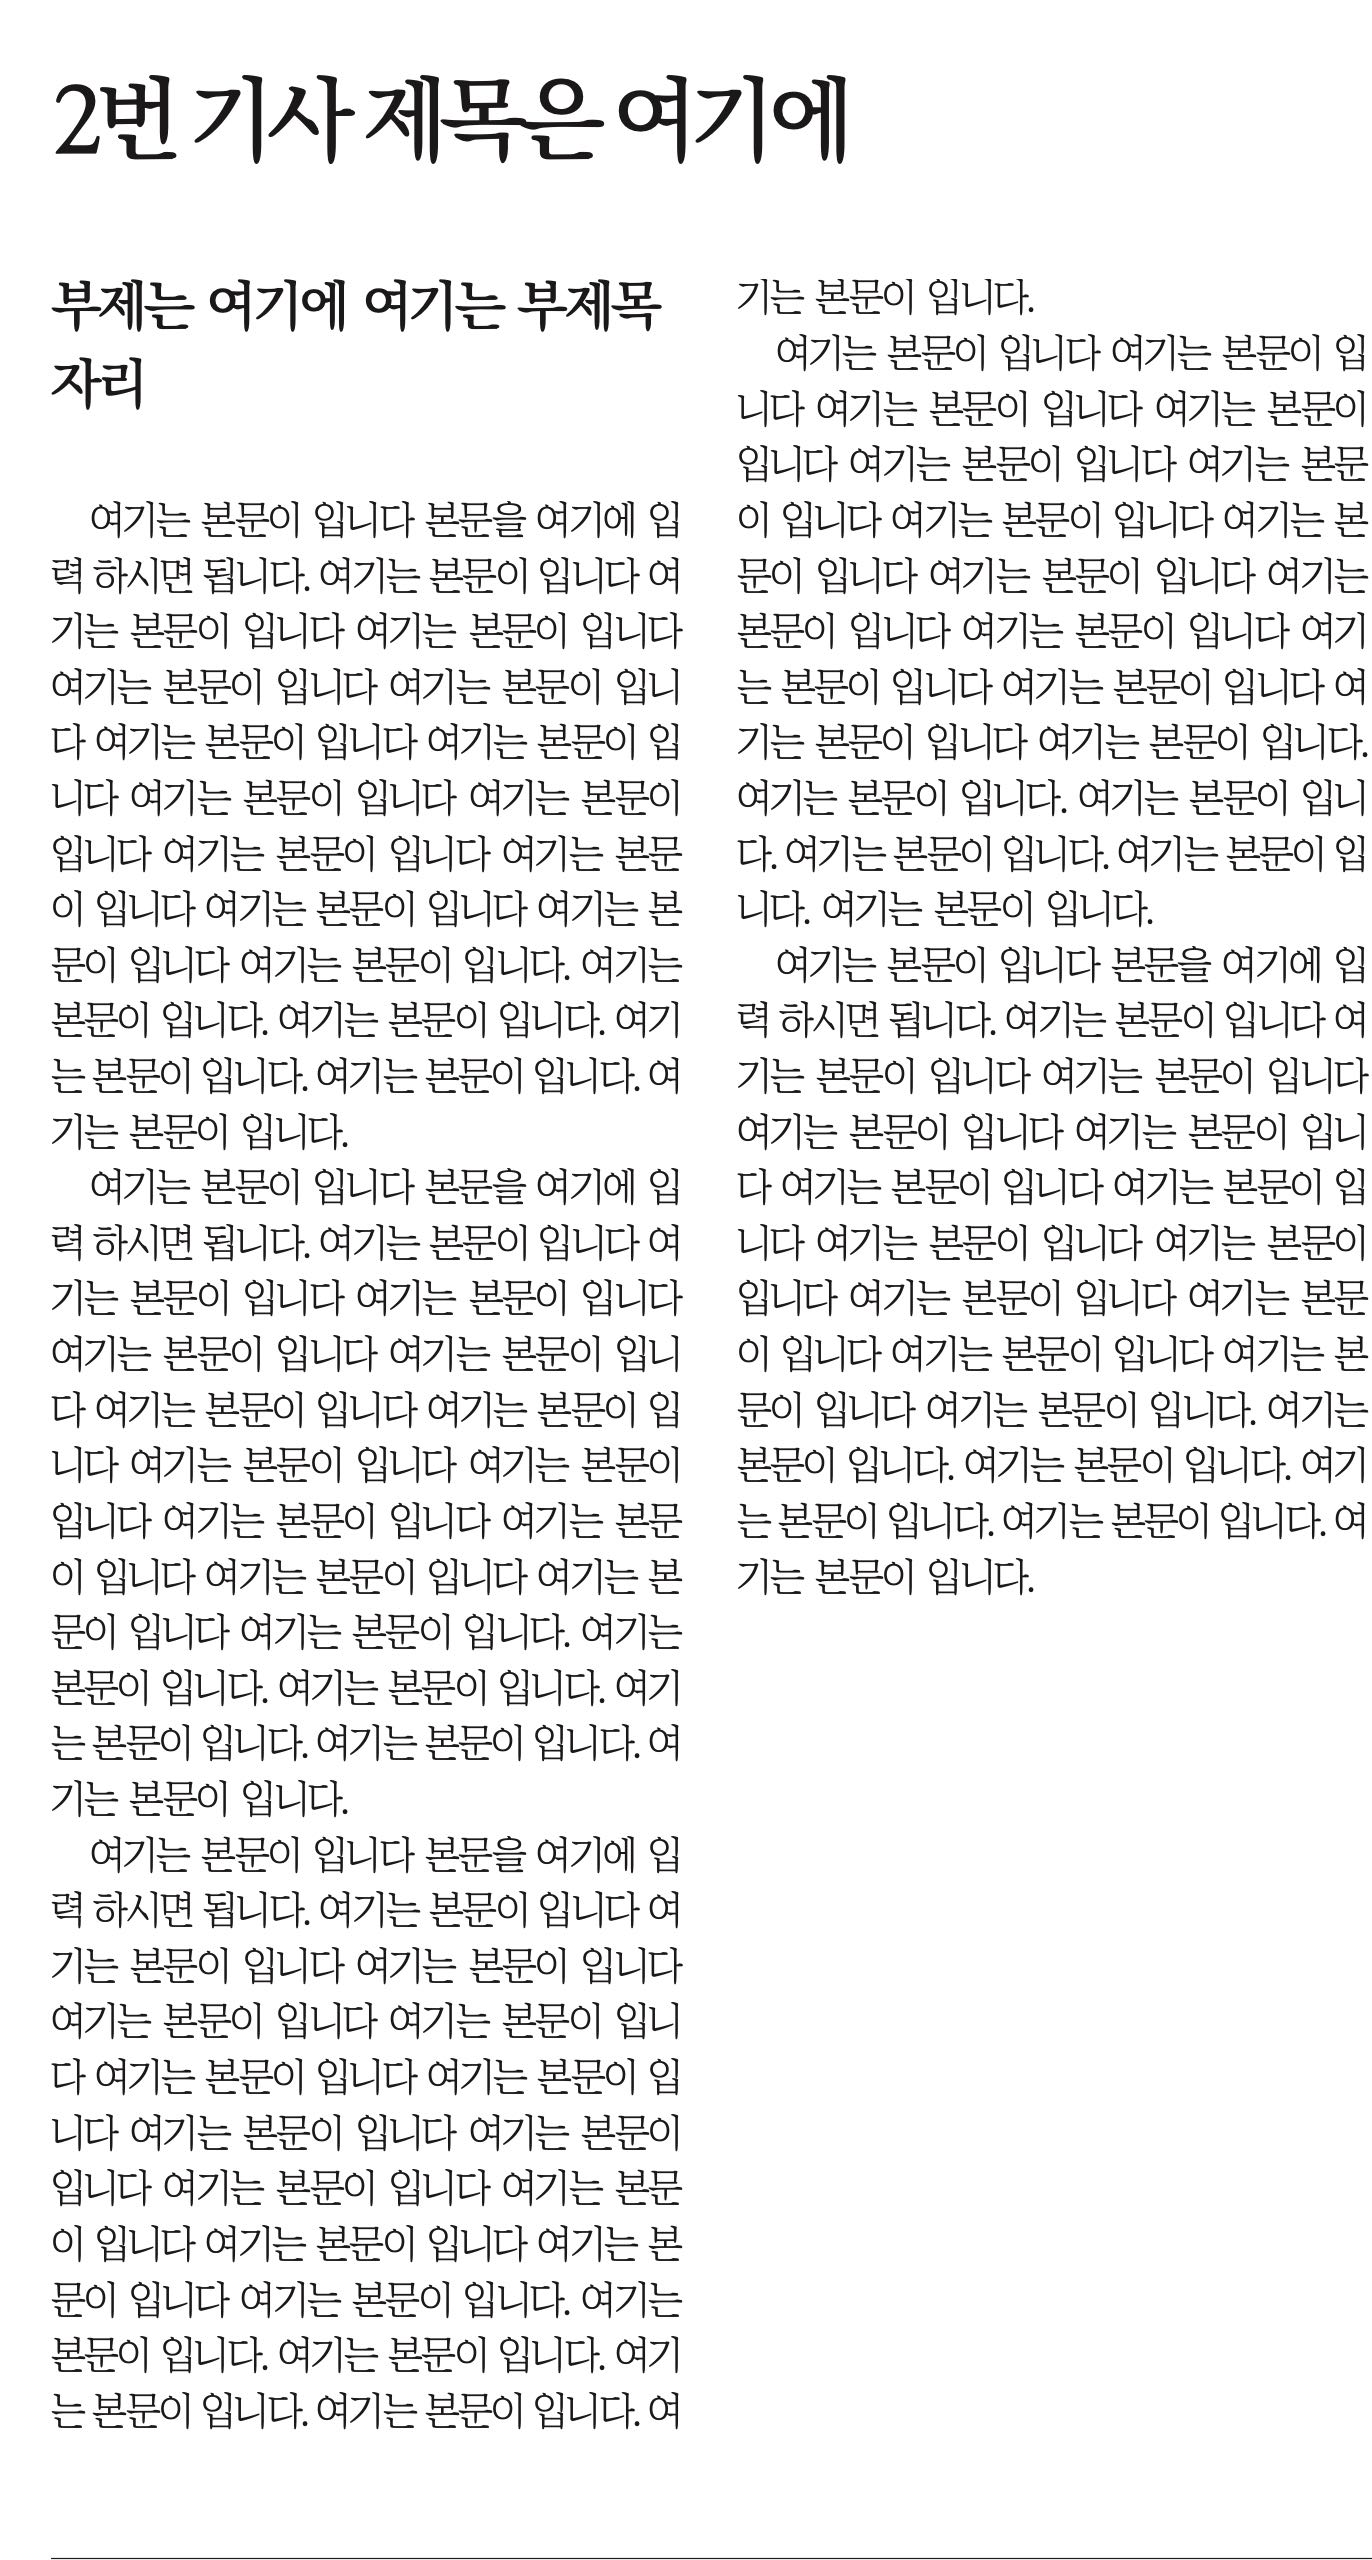 2번 기사 제목은 여기에
부제는 여기에 여기는 부제목
자리
여기는 본문이 입니다 본문을 여기에 입
력 하시면 됩니다. 여기는 본문이 입니다 여
기는 본문이 입니다 여기는 본문이 입니다
여기는 본문이 입니다 여기는 본문이 입니
다 여기는 본문이 입니다 여기는 본문이 입
니다 여기는 본문이 입니다 여기는 본문이
입니다 여기는 본문이 입니다 여기는 본문
이 입니다 여기는 본문이 입니다 여기는 본
문이 입니다 여기는 본문이 입니다. 여기는
본문이 입니다. 여기는 본문이 입니다. 여기
는 본문이 입니다. 여기는 본문이 입니다. 여
기는 본문이 입니다.
여기는 본문이 입니다 본문을 여기에 입
력 하시면 됩니다. 여기는 본문이 입니다 여
기는 본문이 입니다 여기는 본문이 입니다
여기는 본문이 입니다 여기는 본문이 입니
다 여기는 본문이 입니다 여기는 본문이 입
니다 여기는 본문이 입니다 여기는 본문이
입니다 여기는 본문이 입니다 여기는 본문
이 입니다 여기는 본문이 입니다 여기는 본
문이 입니다 여기는 본문이 입니다. 여기는
본문이 입니다. 여기는 본문이 입니다. 여기
는 본문이 입니다. 여기는 본문이 입니다. 여
기는 본문이 입니다.
여기는 본문이 입니다 본문을 여기에 입
력 하시면 됩니다. 여기는 본문이 입니다 여
기는 본문이 입니다 여기는 본문이 입니다
여기는 본문이 입니다 여기는 본문이 입니
다 여기는 본문이 입니다 여기는 본문이 입
니다 여기는 본문이 입니다 여기는 본문이
입니다 여기는 본문이 입니다 여기는 본문
이 입니다 여기는 본문이 입니다 여기는 본
문이 입니다 여기는 본문이 입니다. 여기는
본문이 입니다. 여기는 본문이 입니다. 여기
는 본문이 입니다. 여기는 본문이 입니다. 여
기는 본문이 입니다.
여기는 본문이 입니다 여기는 본문이 입
니다 여기는 본문이 입니다 여기는 본문이
입니다 여기는 본문이 입니다 여기는 본문
이 입니다 여기는 본문이 입니다 여기는 본
문이 입니다 여기는 본문이 입니다 여기는
본문이 입니다 여기는 본문이 입니다 여기
는 본문이 입니다 여기는 본문이 입니다 여
기는 본문이 입니다 여기는 본문이 입니다.
여기는 본문이 입니다. 여기는 본문이 입니
다. 여기는 본문이 입니다. 여기는 본문이 입
니다. 여기는 본문이 입니다.
여기는 본문이 입니다 본문을 여기에 입
력 하시면 됩니다. 여기는 본문이 입니다 여
기는 본문이 입니다 여기는 본문이 입니다
여기는 본문이 입니다 여기는 본문이 입니
다 여기는 본문이 입니다 여기는 본문이 입
니다 여기는 본문이 입니다 여기는 본문이
입니다 여기는 본문이 입니다 여기는 본문
이 입니다 여기는 본문이 입니다 여기는 본
문이 입니다 여기는 본문이 입니다. 여기는
본문이 입니다. 여기는 본문이 입니다. 여기
는 본문이 입니다. 여기는 본문이 입니다. 여
기는 본문이 입니다.